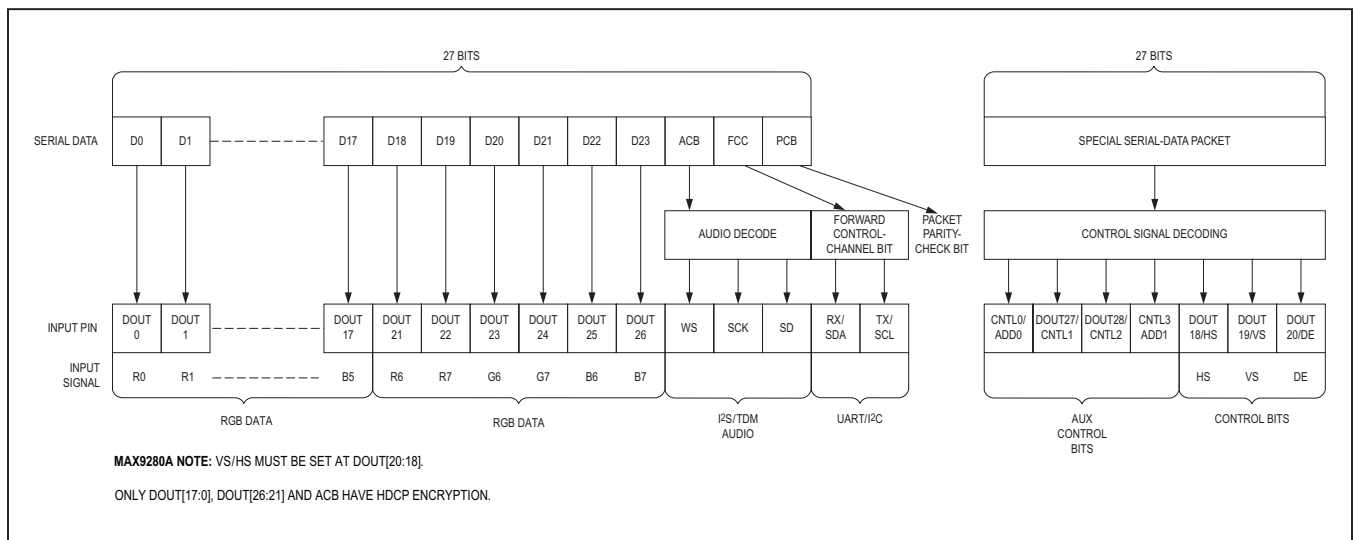 27 BITS
27 BITS
SERIAL DATA
D0 D1 D17 D18 D19 D20 D21 D22 D23 ACB FCC PCB
SPECIAL SERIAL-DATA PACKET
AUDIO DECODE
FORWARD
CONTROL-
CHANNEL BIT
PACKET
PARITY-
CHECK BIT
CONTROL SIGNAL DECODING
INPUT PIN
DOUT
0
DOUT
1
DOUT
17
DOUT
21
DOUT
22
DOUT
23
DOUT
24
DOUT
25
DOUT
26
WS
SCK
SD
RX/
SDA
TX/
SCL
CNTL0/
ADD0
DOUT27/
CNTL1
DOUT28/
CNTL2
CNTL3
ADD1
DOUT
18/HS
DOUT
19/VS
DOUT
20/DE
INPUT
SIGNAL
R0 R1 B5 R6 R7 G6 G7 B6 B7
HS VS DE
RGB DATA
RGB DATA
I2S/TDM
AUDIO
UART/I2C
AUX
CONTROL
BITS
CONTROL BITS
MAX9280A NOTE: VS/HS MUST BE SET AT DOUT[20:18].
ONLY DOUT[17:0], DOUT[26:21] AND ACB HAVE HDCP ENCRYPTION.